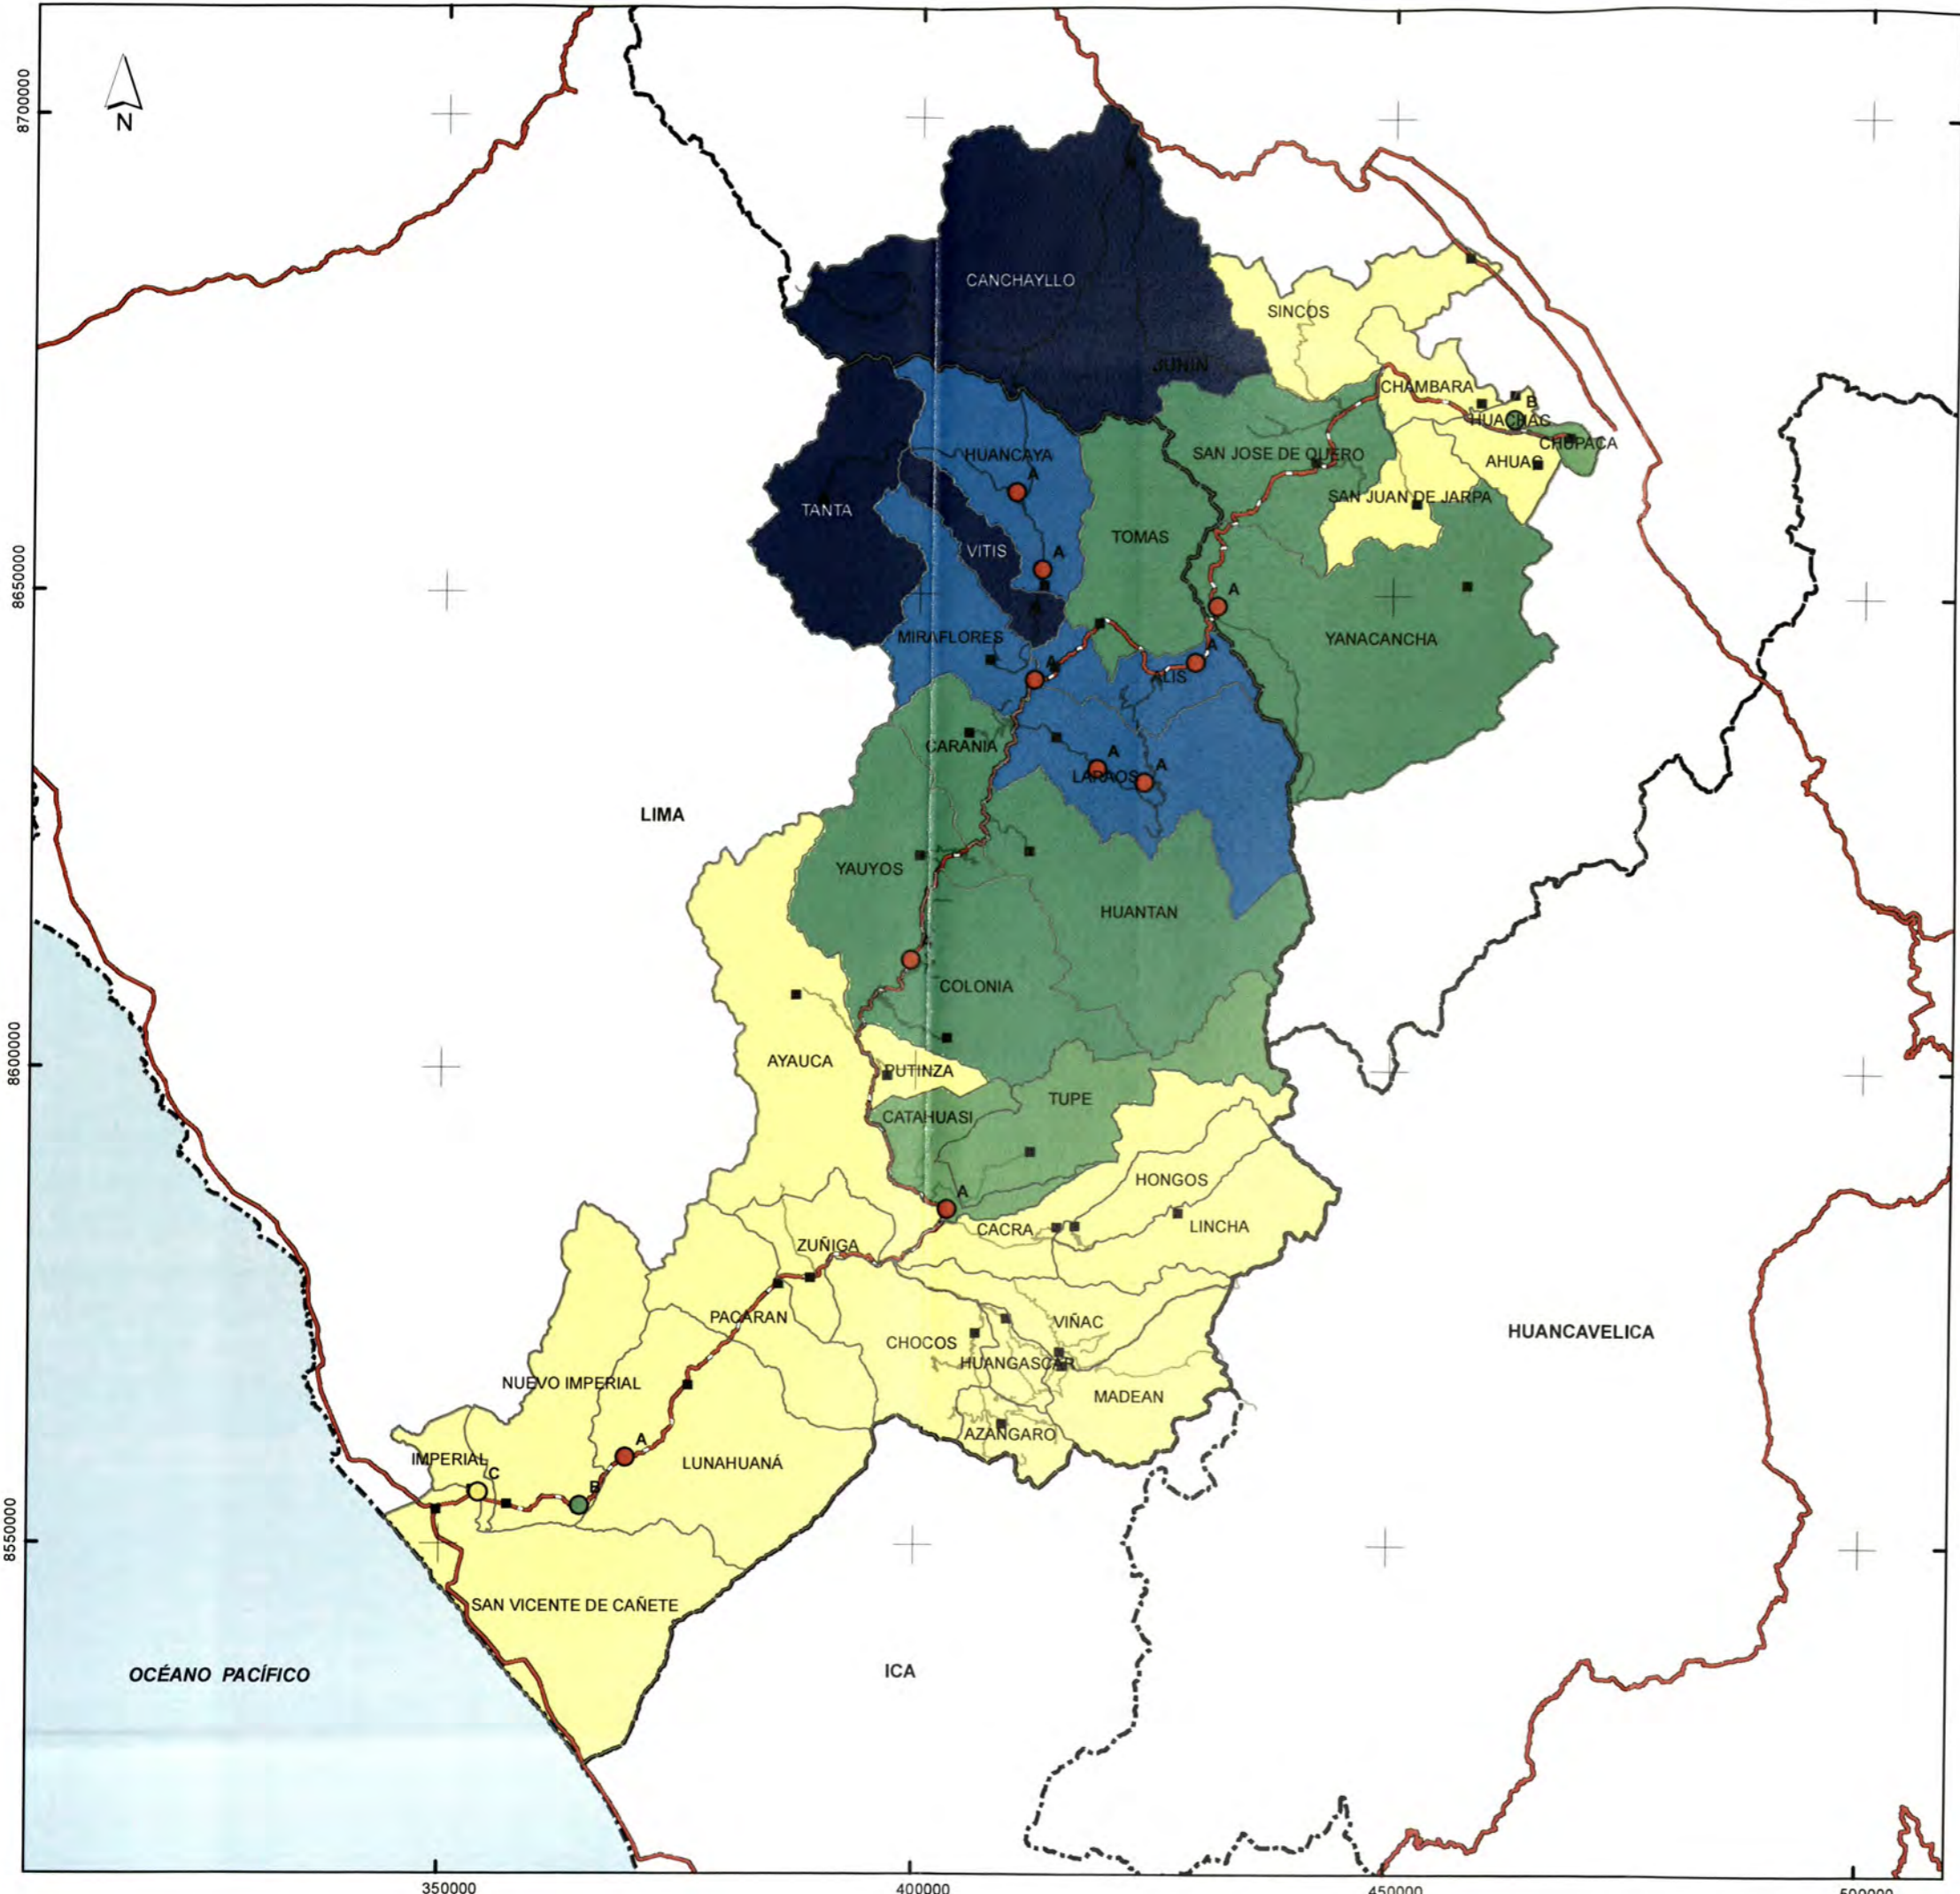 N
8700000
8650000
8600000
8550000
CANCHAYLLO
SINCOS
JUNIN
CHAMBARA
B
HUACHAC
CHUPACA
HUANCAYA
A
SAN JOSE DE QUERO
AHUAC
SAN JUAN DE JARPA
TANTA
TOMAS
VITIS
A
A
MIRAFLORES
YANACANCHA
A
A
ALIS
CARANIA
A
A
LARAOS
LIMA
YAUYOS
HUANTAN
A
COLONIA
AYAUCA
PUTINZA
TUPE
CATAHUASI
HONGOS
A
CACRA
LINCHA
ZUÑIGA
PACARAN
VIÑAC
CHOCOS
HUANCAVELICA
HUANGASCAR
NUEVO IMPERIAL
MADEAN
AZANGARO
A
IMPERIAL
C
LUNAHUANÁ
B
SAN VICENTE DE CAÑETE
OCÉANO PACÍFICO
ICA
350000
400000
450000
500000